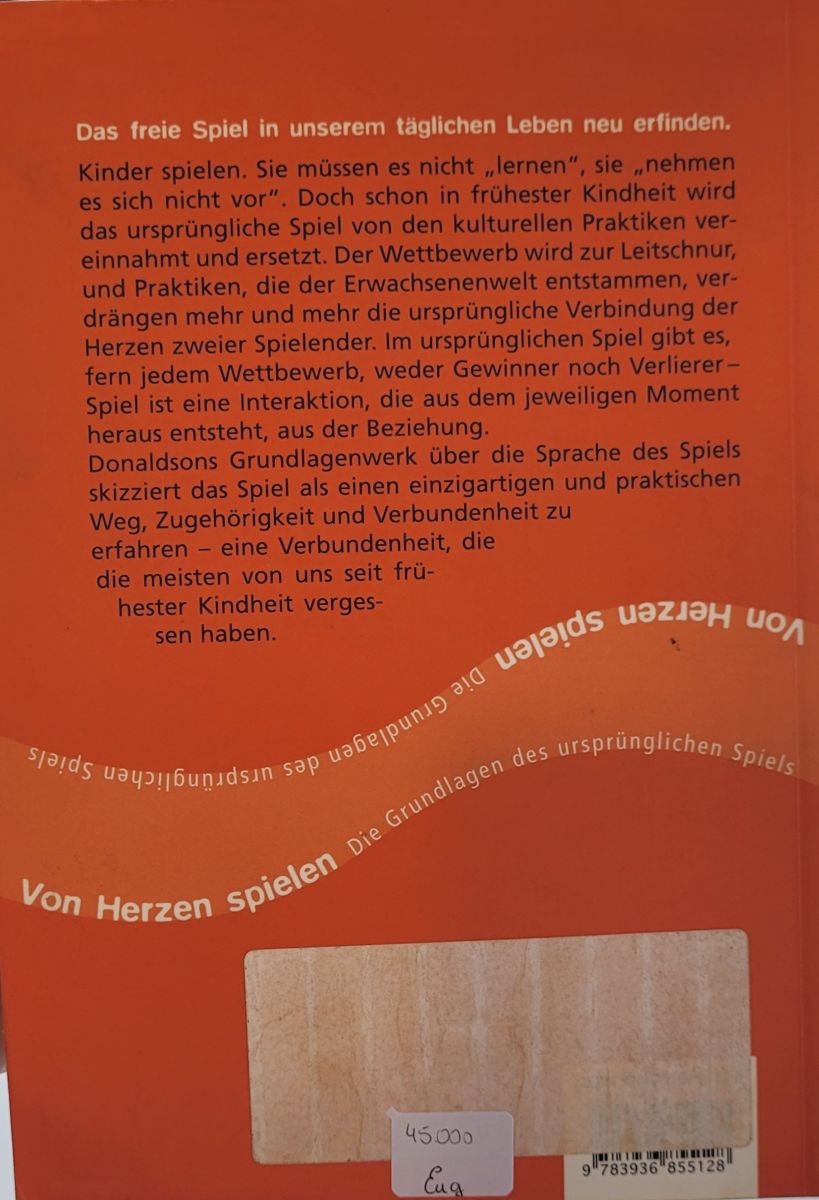 Das freie Spiel in unserem täglichen Leben neu erfinden.
Kinder spielen. Sie müssen es nicht „lernen“, sie „nehmen
es sich nicht vor“. Doch schon in frühester Kindheit wird
das ursprüngliche Spiel von den kulturellen Praktiken ver-
einnahmt und ersetzt. Der Wettbewerb wird zur Leitschnur,
und Praktiken, die der Erwachsenenwelt entstammen, ver-
drängen mehr und mehr die ursprüngliche Verbindung der
Herzen zweier Spielender. Im ursprünglichen Spiel gibt es,
fern jedem Wettbewerb, weder Gewinner noch Verlierer –
Spiel ist eine Interaktion, die aus dem jeweiligen Moment
heraus entsteht, aus der Beziehung.
Donaldsons Grundlagenwerk über die Sprache des Spiels
skizziert das Spiel als einen einzigartigen und praktischen
Weg, Zugehörigkeit und Verbundenheit zu
erfahren – eine Verbundenheit, die
die meisten von uns seit frü-
hester Kindheit verges-
sen haben.
Von Herzen spielen Die Grundlagen des ursprünglichen Spiels
Von Herzen spielen Die Grundlagen des ursprünglichen Spiels
45.000
Eug
9 783936 855128